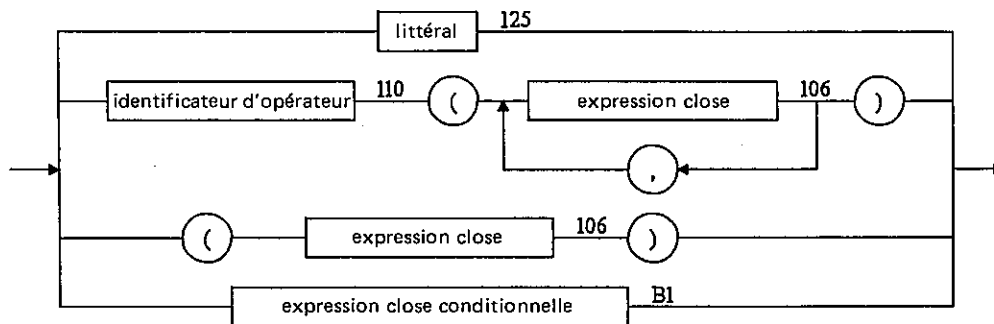 littéral 125
identificateur d'opérateur 110 ( expression close 106 )
,
( expression close 106 )
expression close conditionnelle B1